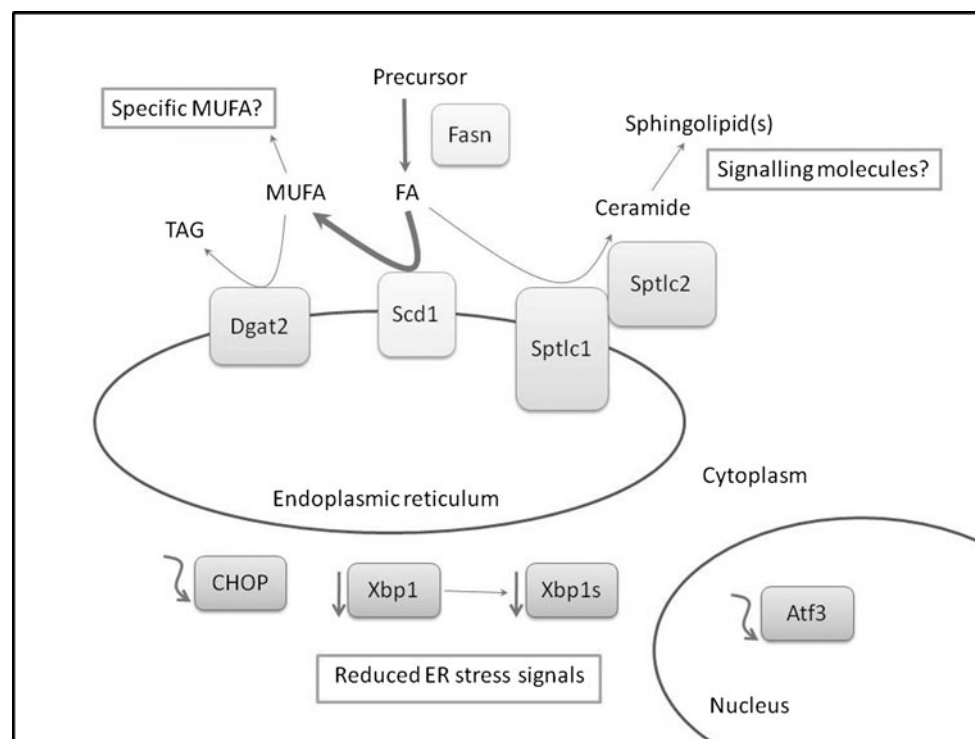 Precursor
Specific MUFA?
Fasn
Sphingolipid(s)
Signalling molecules?
MUFA
FA
Ceramide
TAG
Sptlc2
Scd1
Dgat2
Sptlc1
Cytoplasm
Endoplasmic reticulum
CHOP
Xbp1
Xbp1s
Atf3
Reduced ER stress signals
Nucleus